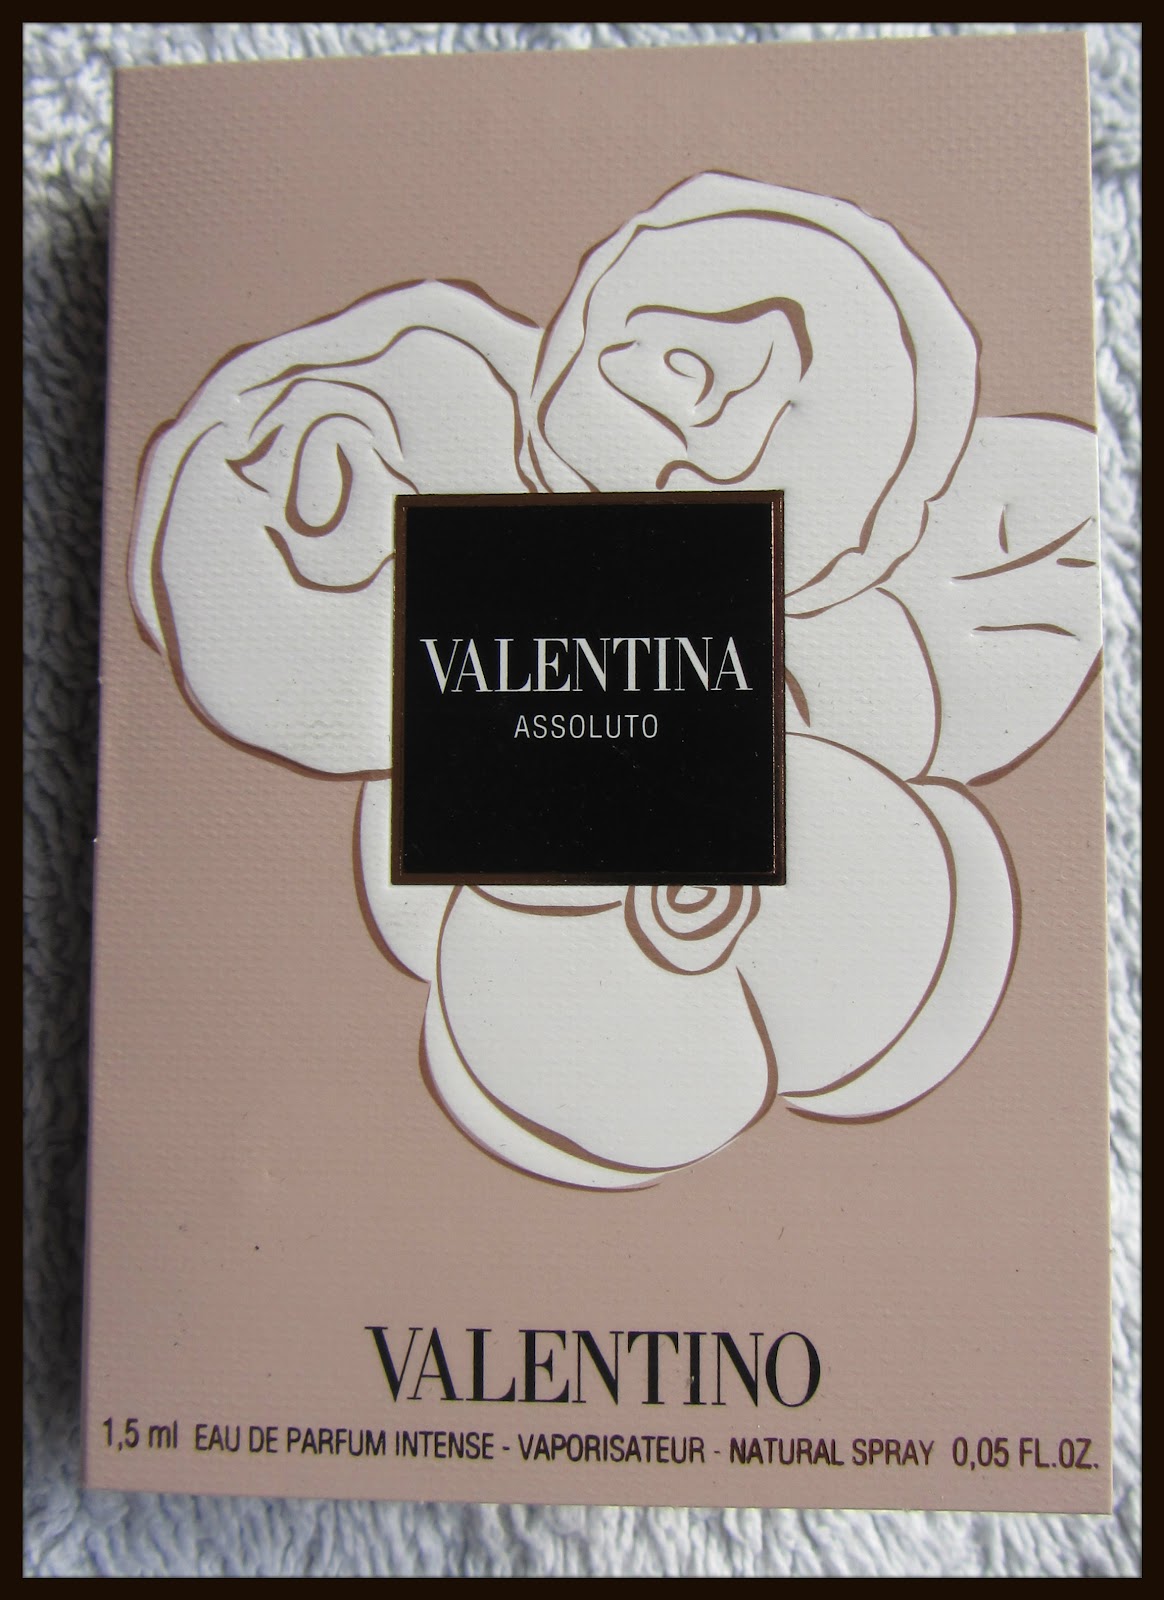 VALENTINA
ASSOLUTO
VALENTINO
1,5 ml EAU DE PARFUM INTENSE - VAPORISATEUR - NATURAL SPRAY 0,05 FL.OZ.